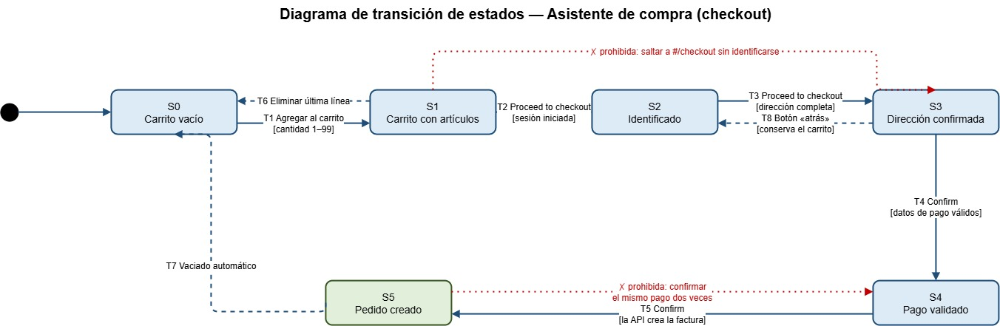 Diagrama de transición de estados — Asistente de compra (checkout)
✗ prohibida: saltar a #/checkout sin identificarse
S0
Carrito vacío
T6 Eliminar última línea
T1 Agregar al carrito
[cantidad 1–99]
S1
Carrito con artículos
T2 Proceed to checkout
[sesión iniciada]
S2
Identificado
T3 Proceed to checkout
[dirección completa]
T8 Botón «atrás»
[conserva el carrito]
S3
Dirección confirmada
T4 Confirm
[datos de pago válidos]
T7 Vaciado automático
S5
Pedido creado
✗ prohibida: confirmar
el mismo pago dos veces
T5 Confirm
[la API crea la factura]
S4
Pago validado